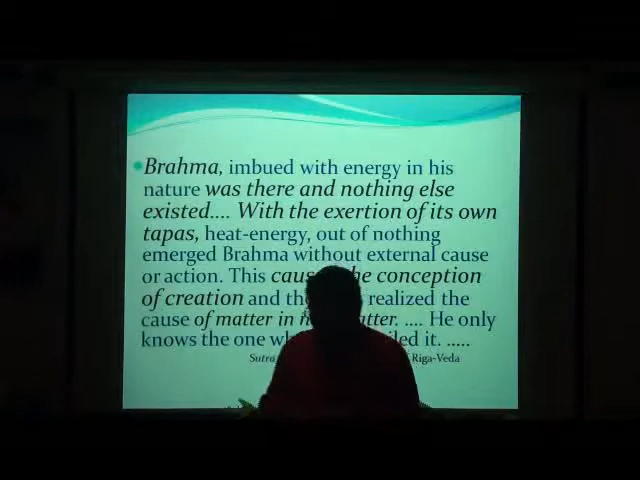 Brahma, imbued with energy in his
nature was there and nothing else
existed.... With the exertion of its own
tapas, heat-energy, out of nothing
emerged Brahma without external cause
or action. This conception
of creation and realized the
cause of matter in .... He only
knows the one it. .....
Sutra Riga-Veda